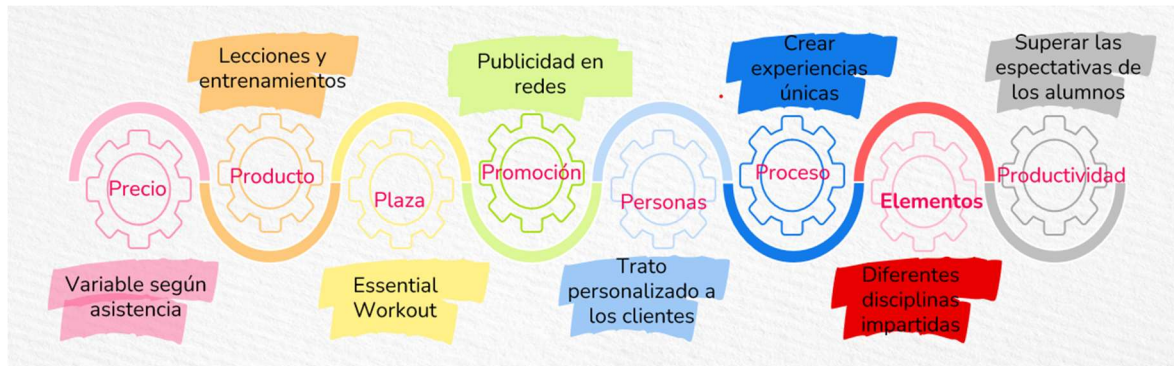 Lecciones y
entrenamientos
Publicidad en
redes
Crear
experiencias
únicas
Superar las
espectativas de
los alumnos
Precio
Producto
Plaza
Promoción
Personas
Proceso
Elementos
Productividad
Variable según
asistencia
Essential
Workout
Trato
personalizado a
los clientes
Diferentes
disciplinas
impartidas